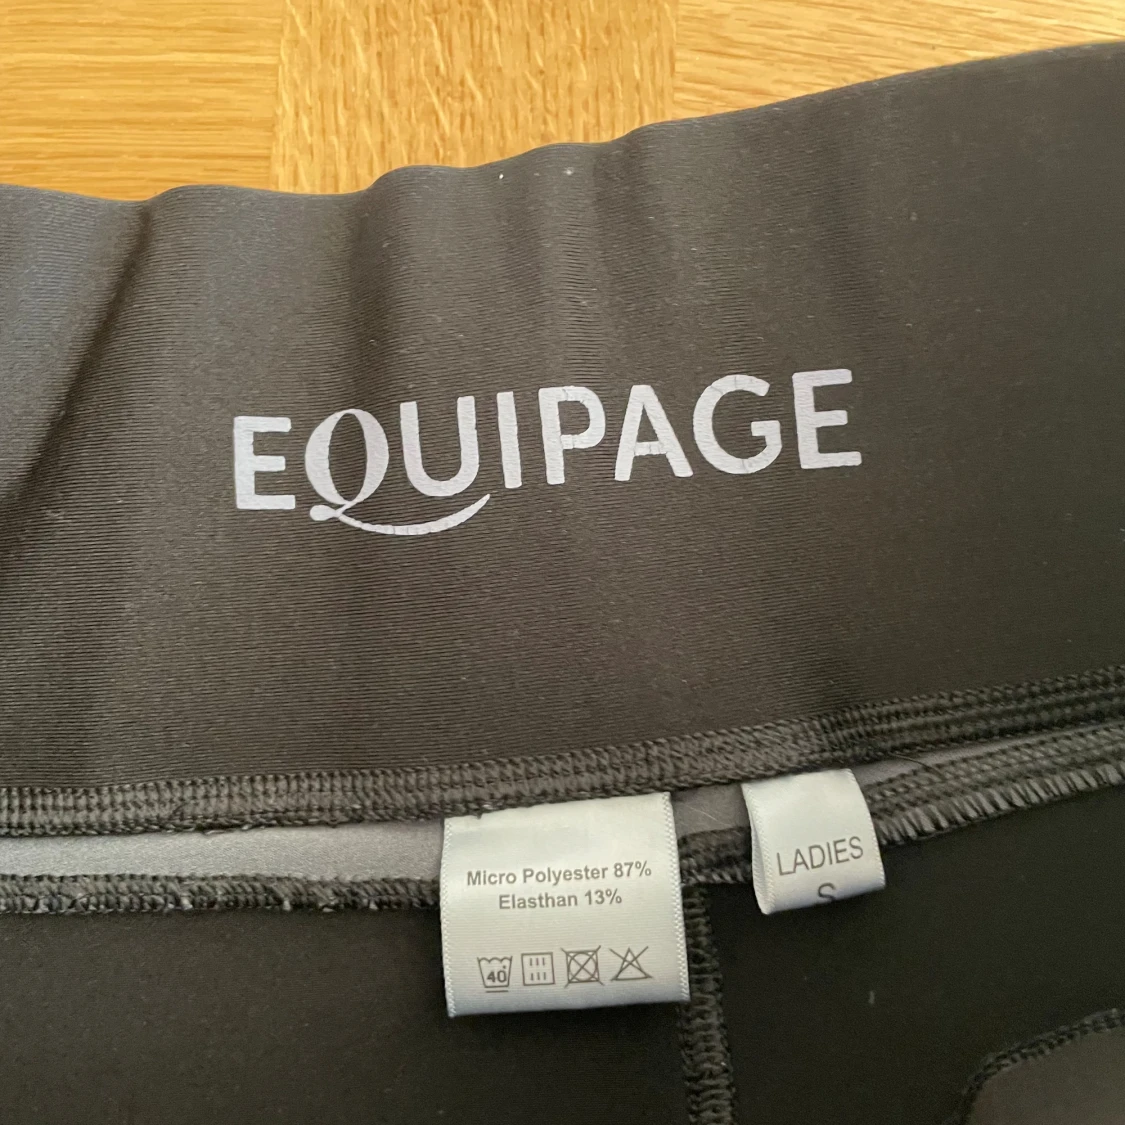 EQUIPAGE
Micro Polyester 87%
Elasthan 13%
40
LADIES
S